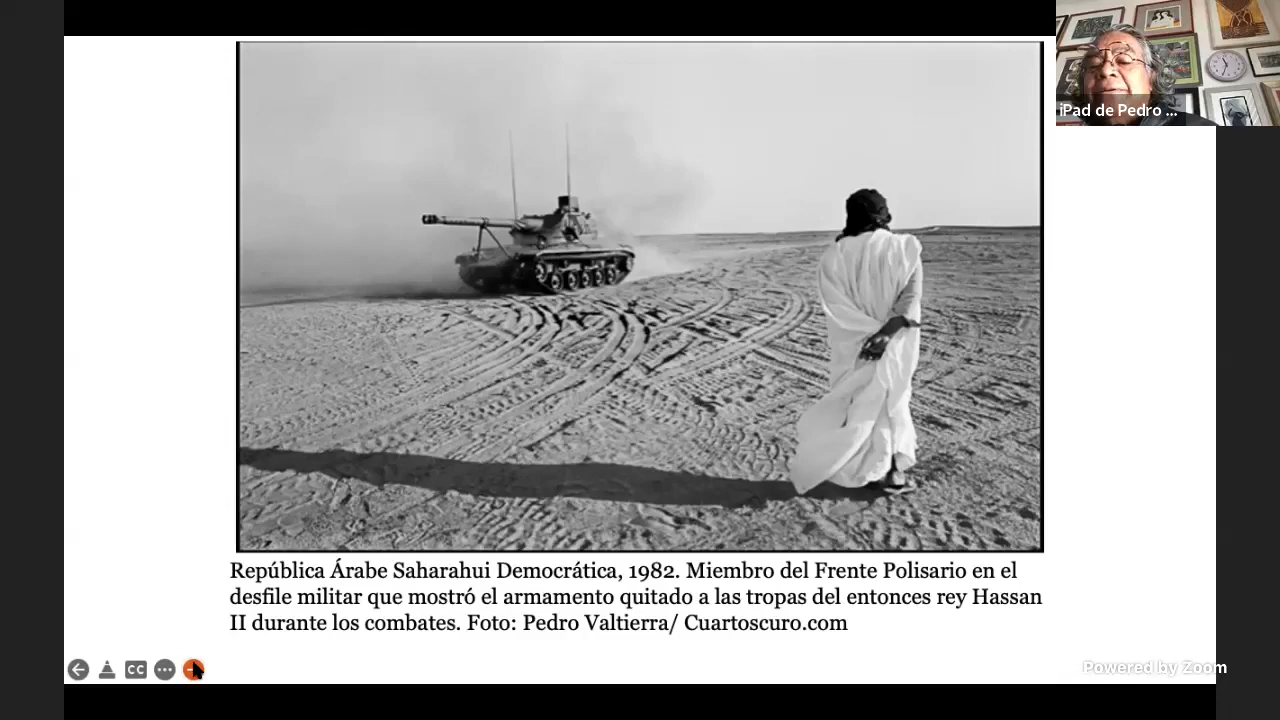 iPad de Pedro ...
República Árabe Saharahui Democrática, 1982. Miembro del Frente Polisario en el
desfile militar que mostró el armamento quitado a las tropas del entonces rey Hassan
II durante los combates. Foto: Pedro Valtierra/ Cuartoscuro.com
CC
Powered by Zoom